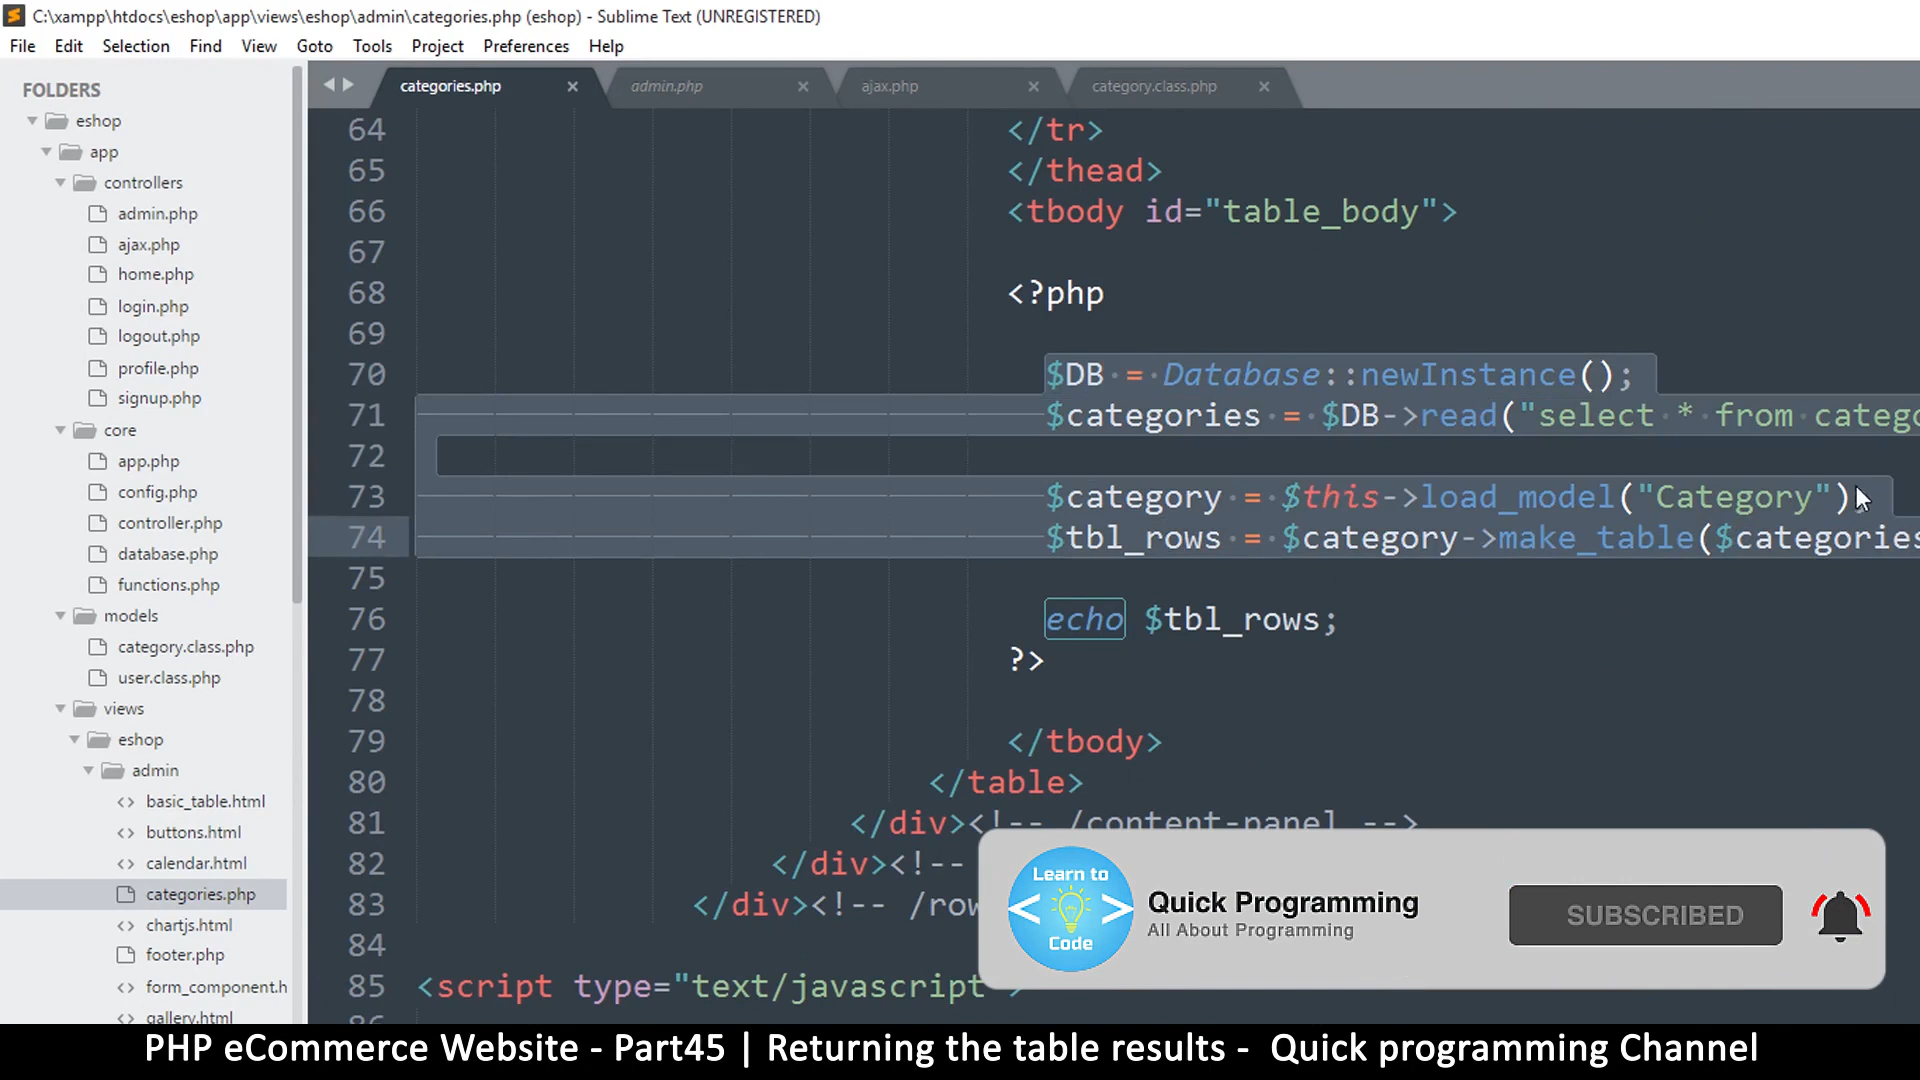 C:\xampp\htdocs\eshop\app\views\eshop\admin\categories.php (eshop) - Sublime Text (UNREGISTERED)
File Edit Selection Find View Goto Tools Project Preferences Help
FOLDERS
eshop
app
controllers
admin.php
ajax.php
home.php
login.php
logout.php
profile.php
signup.php
core
app.php
config.php
controller.php
database.php
functions.php
models
category.class.php
user.class.php
views
eshop
admin
basic_table.html
buttons.html
calendar.html
categories.php
chartjs.html
footer.php
form_component.h
gallery.html
categories.php admin.php ajax.php category.class.php
64 </tr>
65 </thead>
66 <tbody id="table_body">
67
68 <?php
69
70 $DB = Database::newInstance();
71 $categories = $DB->read("select * from catego
72
73 $category = $this->load_model("Category")
74 $tbl_rows = $category->make_table($categories
75
76 echo $tbl_rows;
77 ?>
78
79 </tbody>
80 </table>
81 </div><!-- /content-panel -->
82 </div><!--
83 </div><!-- /row
84
85 <script type="text/javascript">
Learn to
< >
Code
Quick Programming
All About Programming
SUBSCRIBED
PHP eCommerce Website - Part45 | Returning the table results - Quick programming Channel